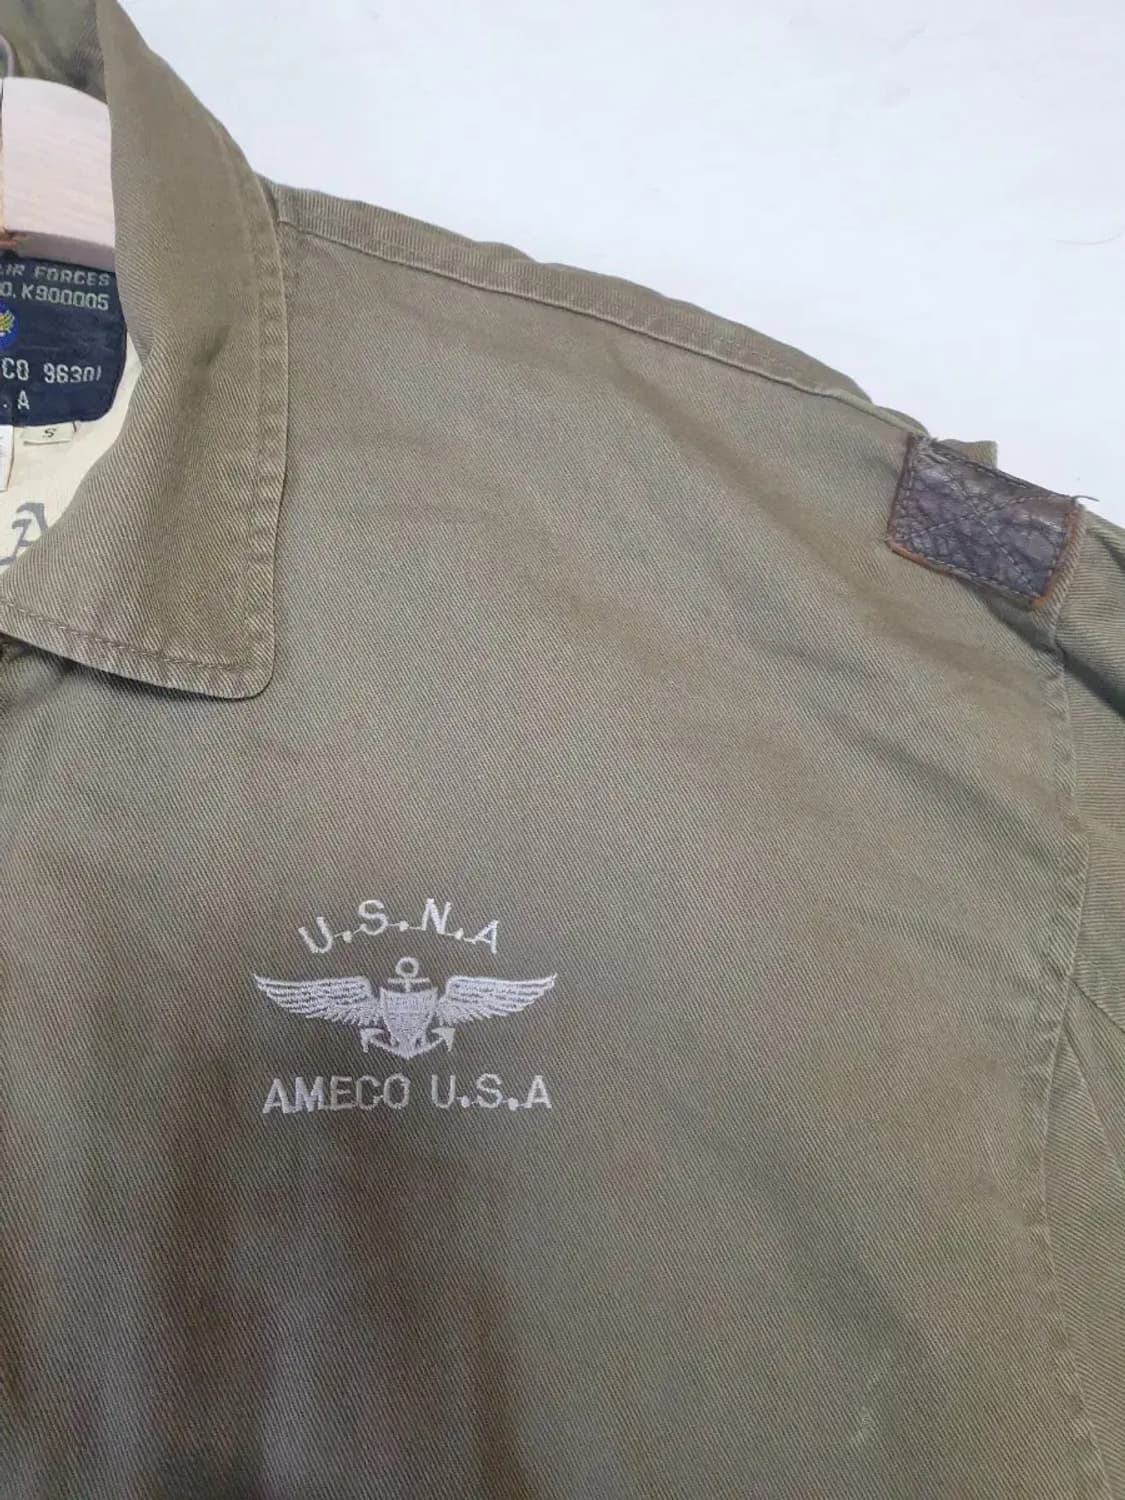 AIR FORCES
O. K900005
CO 96301
. A
S
A
U.S.N.A
AMECO U.S.A